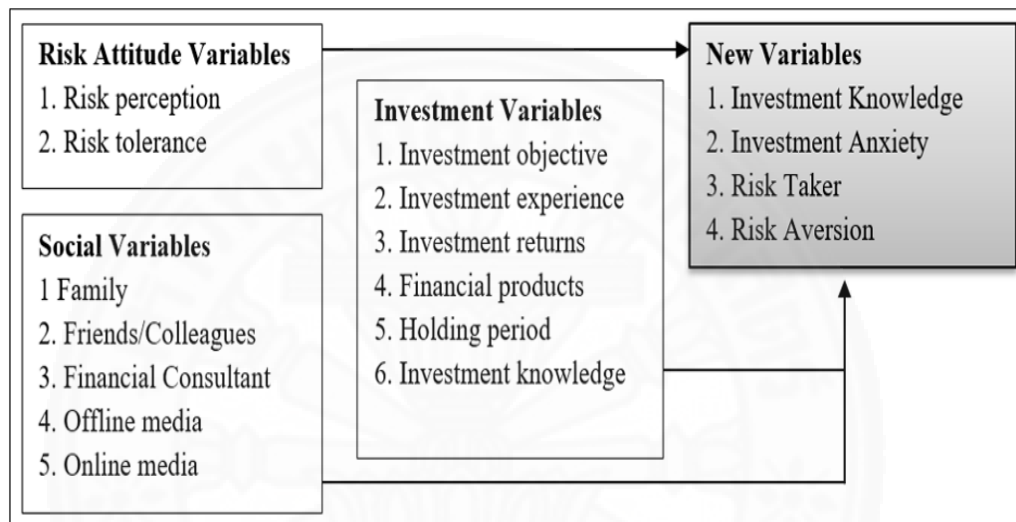 Risk Attitude Variables
1. Risk perception
2. Risk tolerance
Social Variables
1 Family
2. Friends/Colleagues
3. Financial Consultant
4. Offline media
5. Online media
Investment Variables
1. Investment objective
2. Investment experience
3. Investment returns
4. Financial products
5. Holding period
6. Investment knowledge
New Variables
1. Investment Knowledge
2. Investment Anxiety
3. Risk Taker
4. Risk Aversion